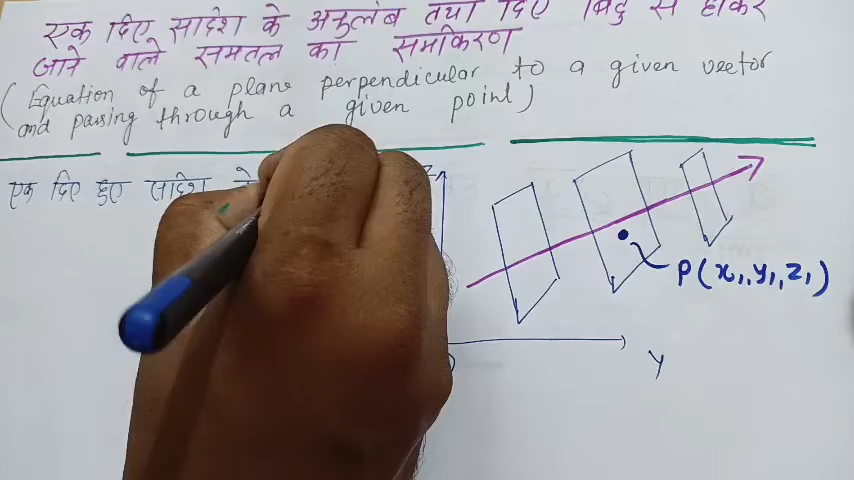 एक दिए सादिश के अनुलंब तथा दिए बिंदु से होकर
जाने वाले समतल का समीकरण
(Equation of a plane perpendicular to a given vector
and passing through a given point)
एक दिए हुए सादिश
Z
P(x₁, y₁, z₁)
Y